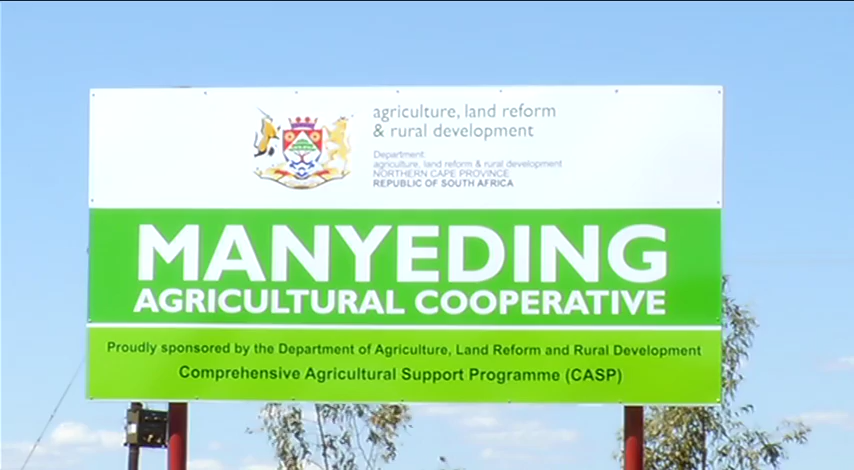 agriculture, land reform
& rural development
Department:
agriculture, land reform & rural development
NORTHERN CAPE PROVINCE
REPUBLIC OF SOUTH AFRICA
MANYEDING
AGRICULTURAL COOPERATIVE
Proudly sponsored by the Department of Agriculture, Land Reform and Rural Development
Comprehensive Agricultural Support Programme (CASP)